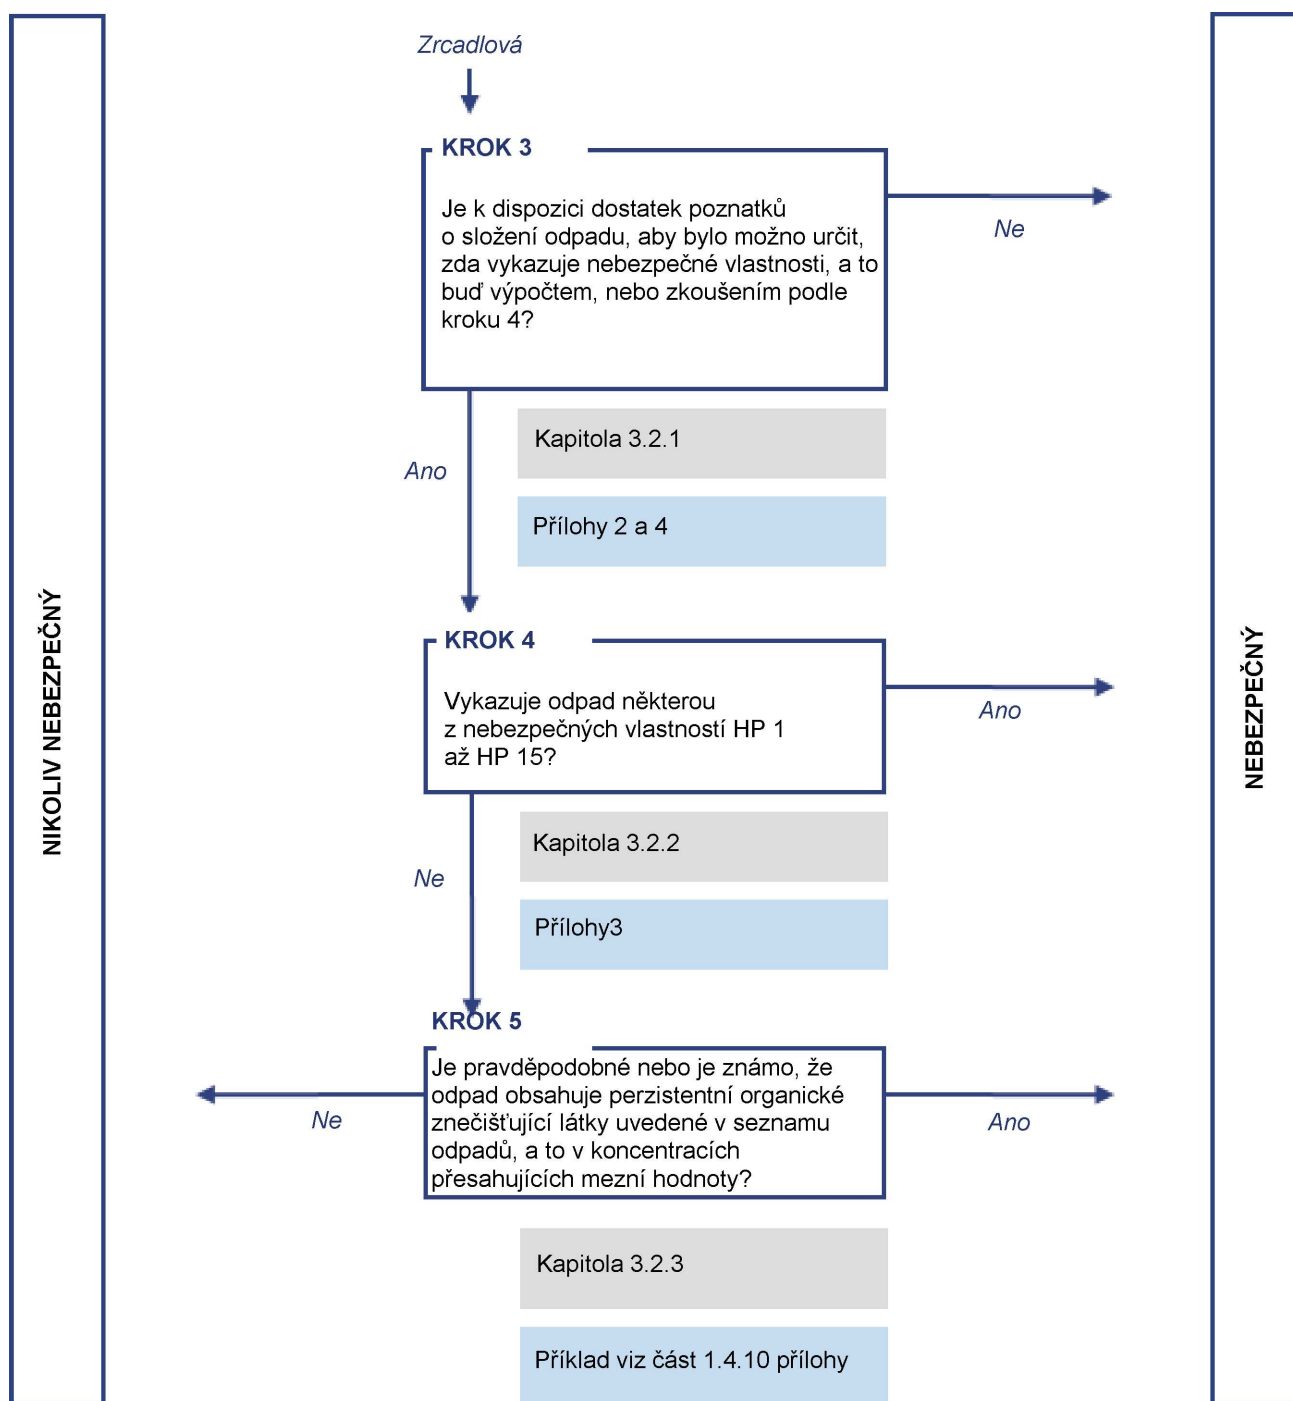 Zrcadlová
KROK 3
Je k dispozici dostatek poznatků
o složení odpadu, aby bylo možno určit,
zda vykazuje nebezpečné vlastnosti, a to
buď výpočtem, nebo zkoušením podle
kroku 4?
Ne
Kapitola 3.2.1
Ano
Přílohy 2 a 4
NIKOLIV NEBEZPEČNÝ
NEBEZPEČNÝ
KROK 4
Vykazuje odpad některou
z nebezpečných vlastností HP 1
až HP 15?
Ano
Kapitola 3.2.2
Ne
Přílohy3
KROK 5
Je pravděpodobné nebo je známo, že
odpad obsahuje perzistentní organické
znečišťující látky uvedené v seznamu
odpadů, a to v koncentracích
přesahujících mezní hodnoty?
Ne
Ano
Kapitola 3.2.3
Příklad viz část 1.4.10 přílohy